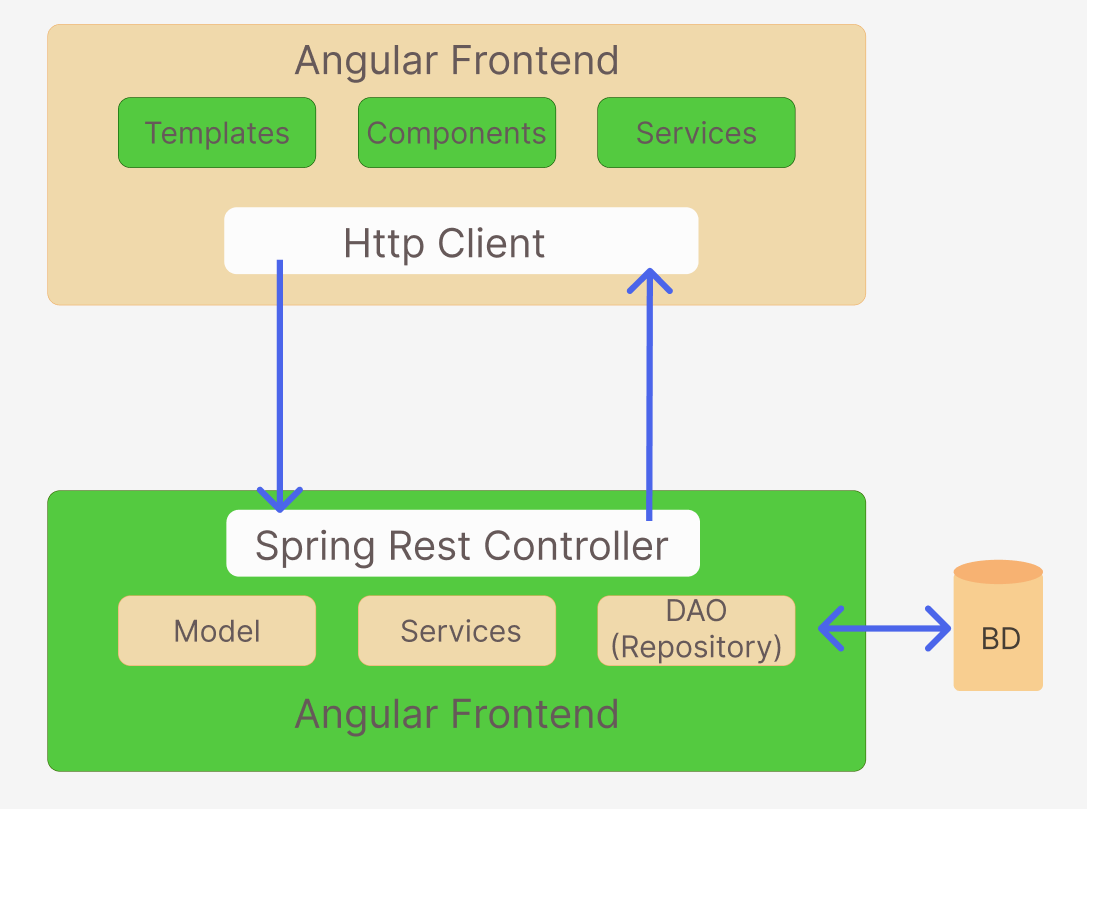 Angular Frontend
Templates
Components
Services
Http Client
Spring Rest Controller
Model
Services
DAO
(Repository)
BD
Angular Frontend